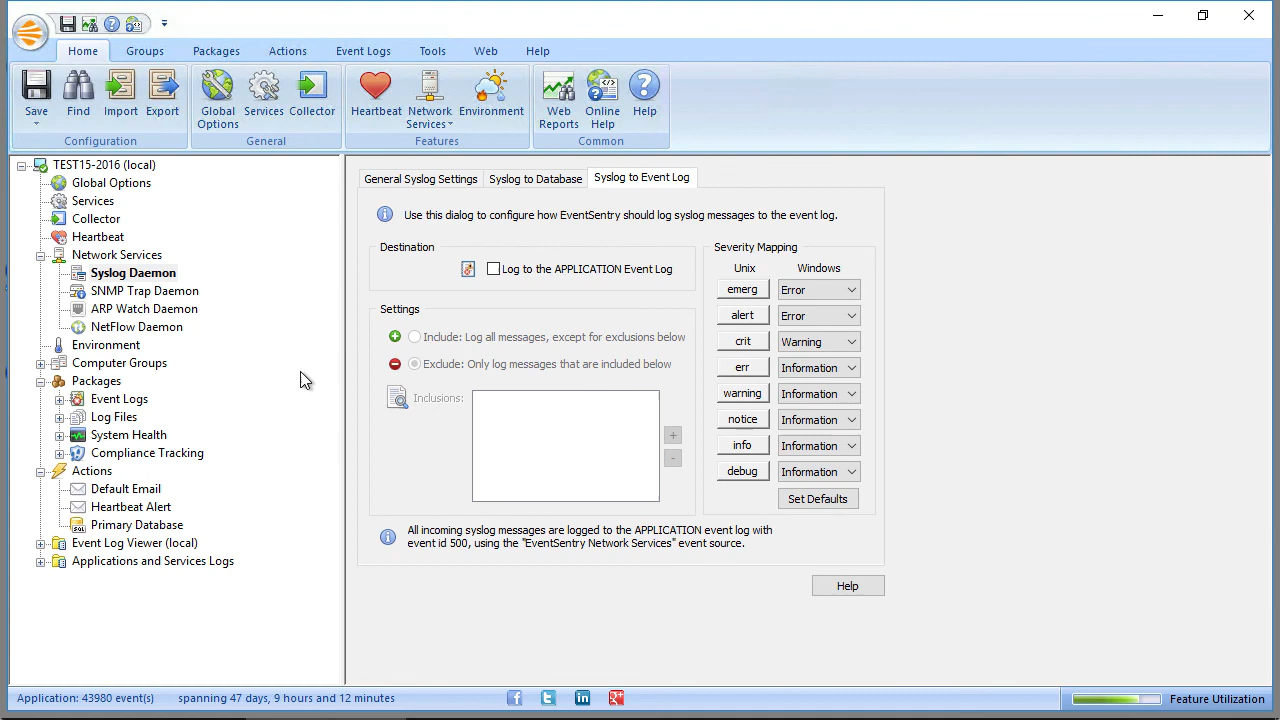 Home Groups Packages Actions Event Logs Tools Web Help
Save Find Import Export
Configuration
Global Options Services Collector
General
Heartbeat Network Services Environment
Features
Web Reports Online Help Help
Common
TEST15-2016 (local)
Global Options
Services
Collector
Heartbeat
Network Services
Syslog Daemon
SNMP Trap Daemon
ARP Watch Daemon
NetFlow Daemon
Environment
Computer Groups
Packages
Event Logs
Log Files
System Health
Compliance Tracking
Actions
Default Email
Heartbeat Alert
Primary Database
Event Log Viewer (local)
Applications and Services Logs
General Syslog Settings Syslog to Database Syslog to Event Log
Use this dialog to configure how EventSentry should log syslog messages to the event log.
Destination
Log to the APPLICATION Event Log
Settings
Include: Log all messages, except for exclusions below
Exclude: Only log messages that are included below
Inclusions:
+
-
Severity Mapping
Unix Windows
emerg Error
alert Error
crit Warning
err Information
warning Information
notice Information
info Information
debug Information
Set Defaults
All incoming syslog messages are logged to the APPLICATION event log with
event id 500, using the "EventSentry Network Services" event source.
Help
Application: 43980 event(s) spanning 47 days, 9 hours and 12 minutes
Feature Utilization